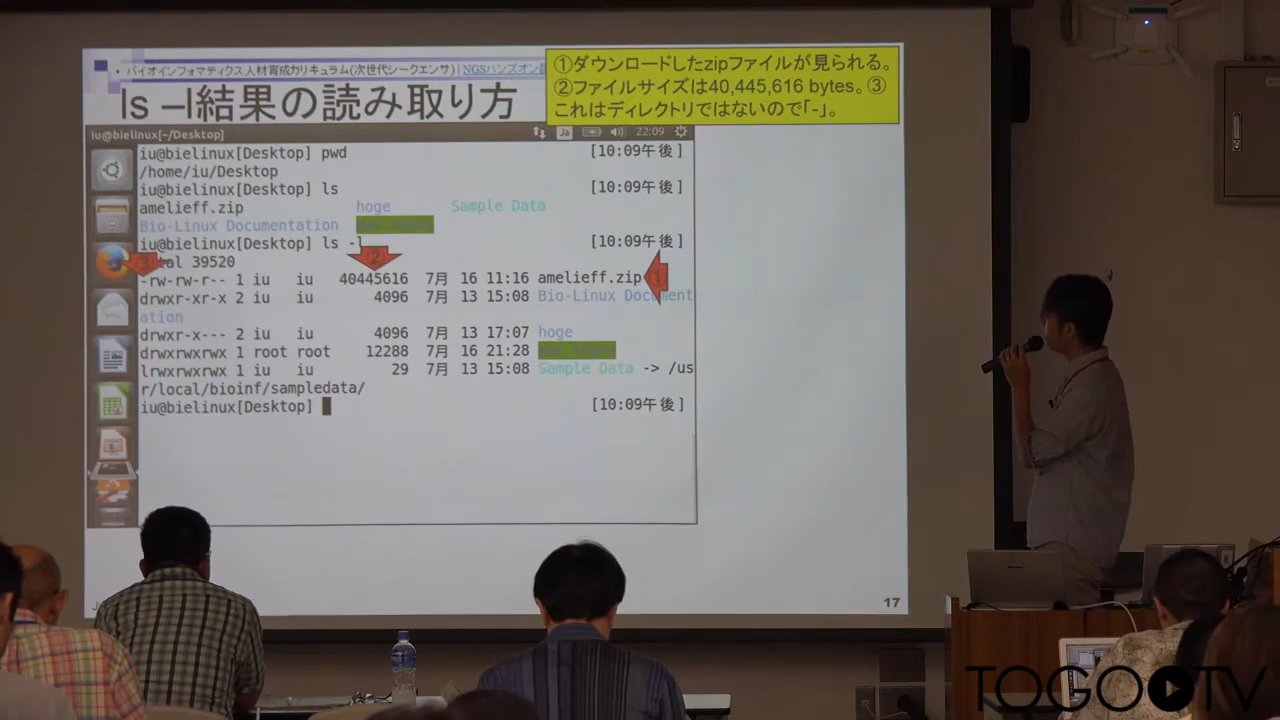 • バイオインフォマティクス人材育成カリキュラム(次世代シークエンサ) | NGSハンズオン
ls –l結果の読み取り方
①ダウンロードしたzipファイルが見られる。
②ファイルサイズは40,445,616 bytes。③
これはディレクトリではないので「-」。
iu@bielinux[~/Desktop]
Ja
22:09
iu@bielinux[Desktop] pwd [10:09午後]
/home/iu/Desktop
iu@bielinux[Desktop] ls [10:09午後]
amelieff.zip hoge Sample Data
Bio-Linux Documentation
iu@bielinux[Desktop] ls -l [10:09午後]
39520
-rw-rw-r-- 1 iu iu 40445616 7月 16 11:16 amelieff.zip
drwxr-xr-x 2 iu iu 4096 7月 13 15:08 Bio-Linux Document
ation
drwxr-x--- 2 iu iu 4096 7月 13 17:07 hoge
drwxrwxrwx 1 root root 12288 7月 16 21:28
lrwxrwxrwx 1 iu iu 29 7月 13 15:08 Sample Data -> /us
r/local/bioinf/sampledata/
iu@bielinux[Desktop] [10:09午後]
③
②
①
17
TOGOTV